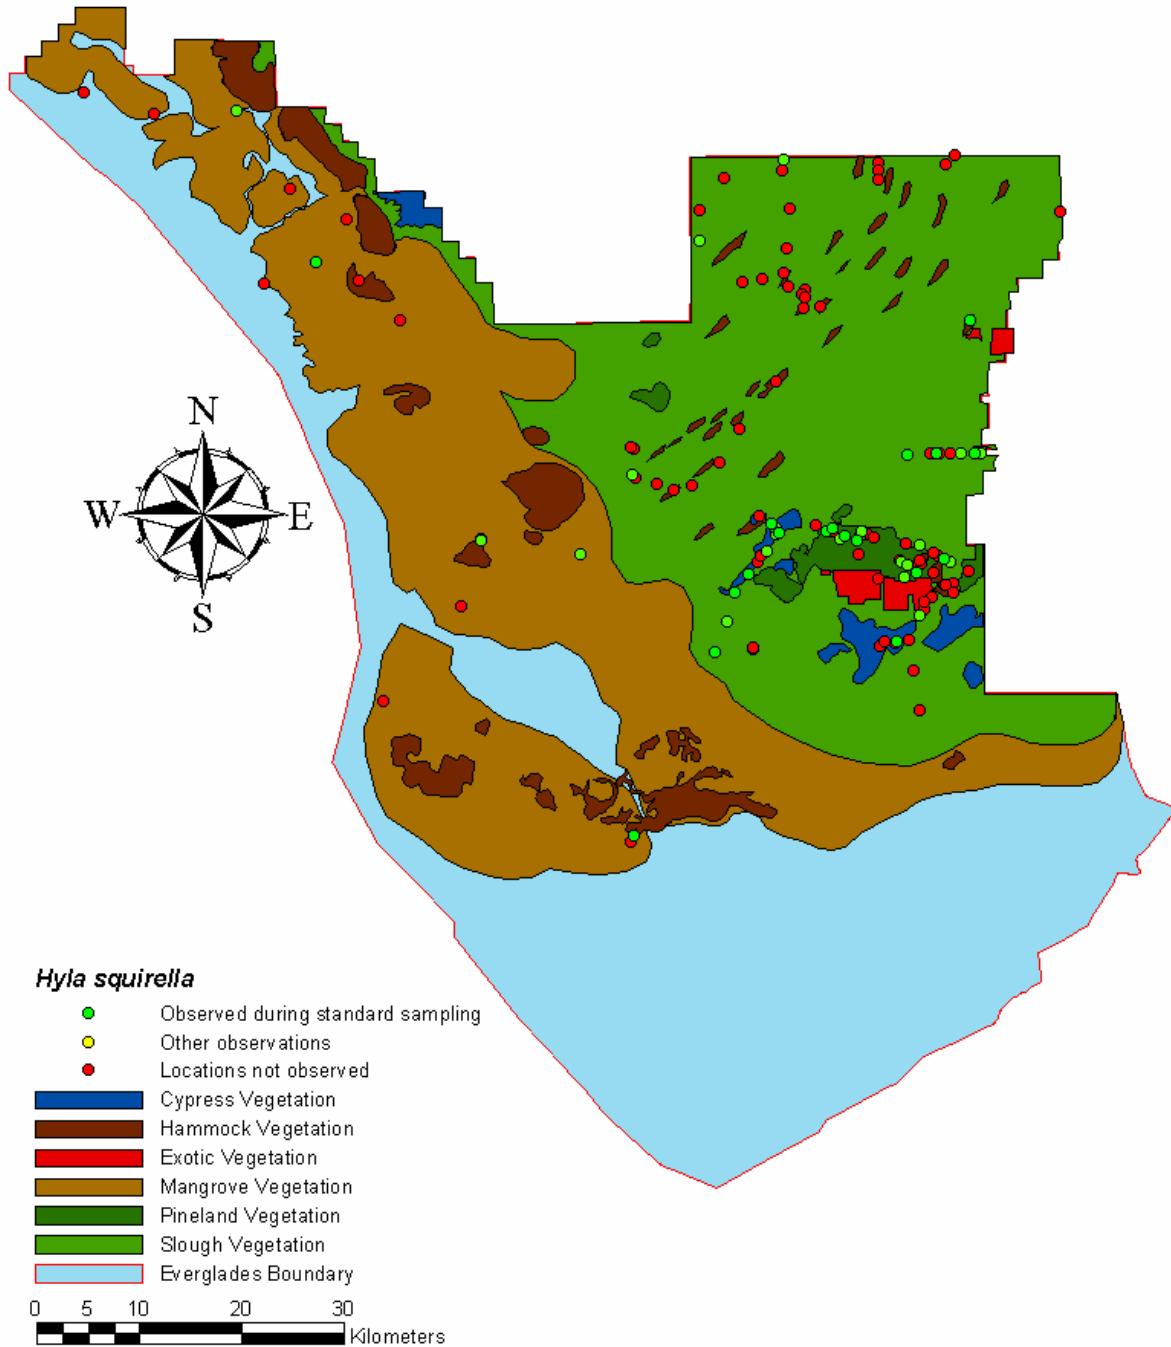 N
W E
S
Hyla squirella
Observed during standard sampling
Other observations
Locations not observed
Cypress Vegetation
Hammock Vegetation
Exotic Vegetation
Mangrove Vegetation
Pineland Vegetation
Slough Vegetation
Everglades Boundary
0 5 10 20 30
Kilometers